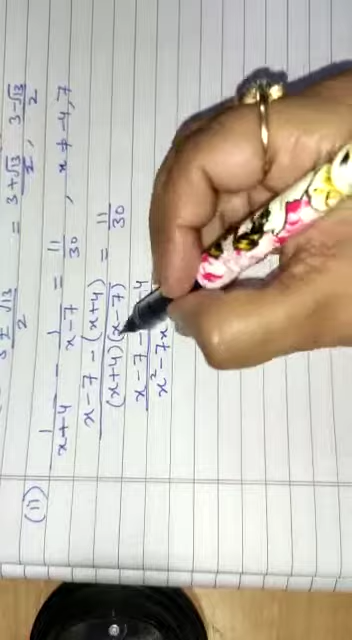 3 ± √13 / 2 = 3+√13 / 2 , 3-√13 / 2
(ii) 1 / x+4 - 1 / x-7 = 11 / 30 , x ≠ -4, 7
x-7-(x+4) / (x+4)(x-7) = 11 / 30
x-7 -4 / x² -7x